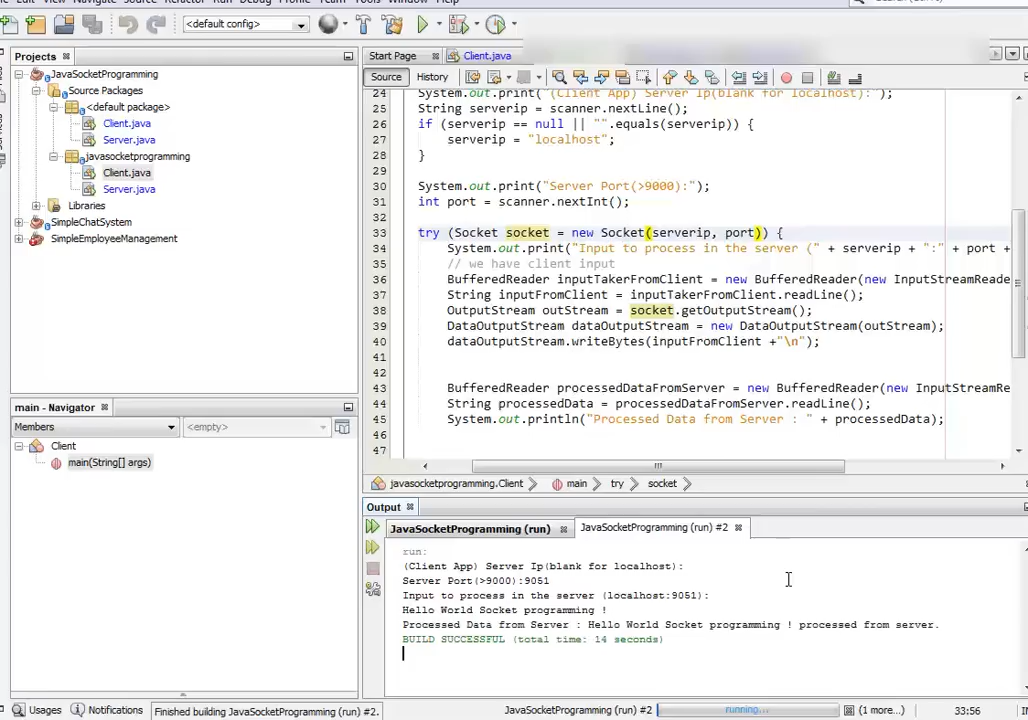 <default config>
Projects
JavaSocketProgramming
Source Packages
<default package>
Client.java
Server.java
javasocketprogramming
Client.java
Server.java
Libraries
SimpleChatSystem
SimpleEmployeeManagement
main - Navigator
Members
<empty>
Client
main(String[] args)
Start Page
Client.java
Source
History
24 System.out.print("(Client App) Server Ip(blank for localhost):");
25 String serverip = scanner.nextLine();
26 if (serverip == null || "".equals(serverip)) {
27 serverip = "localhost";
28 }
29
30 System.out.print("Server Port(>9000):");
31 int port = scanner.nextInt();
32
33 try (Socket socket = new Socket(serverip, port)) {
34 System.out.print("Input to process in the server (" + serverip + ":" + port +
35 // we have client input
36 BufferedReader inputTakerFromClient = new BufferedReader(new InputStreamReade
37 String inputFromClient = inputTakerFromClient.readLine();
38 OutputStream outStream = socket.getOutputStream();
39 DataOutputStream dataOutputStream = new DataOutputStream(outStream);
40 dataOutputStream.writeBytes(inputFromClient +"\n");
41
42
43 BufferedReader processedDataFromServer = new BufferedReader(new InputStreamRe
44 String processedData = processedDataFromServer.readLine();
45 System.out.println("Processed Data from Server : " + processedData);
46
47
javasocketprogramming.Client
main
try
socket
Output
JavaSocketProgramming (run)
JavaSocketProgramming (run) #2
run:
(Client App) Server Ip(blank for localhost):
Server Port(>9000):9051
Input to process in the server (localhost:9051):
Hello World Socket programming !
Processed Data from Server : Hello World Socket programming ! processed from server.
BUILD SUCCESSFUL (total time: 14 seconds)
Usages
Notifications
Finished building JavaSocketProgramming (run) #2.
JavaSocketProgramming (run) #2
running...
(1 more...)
33:56